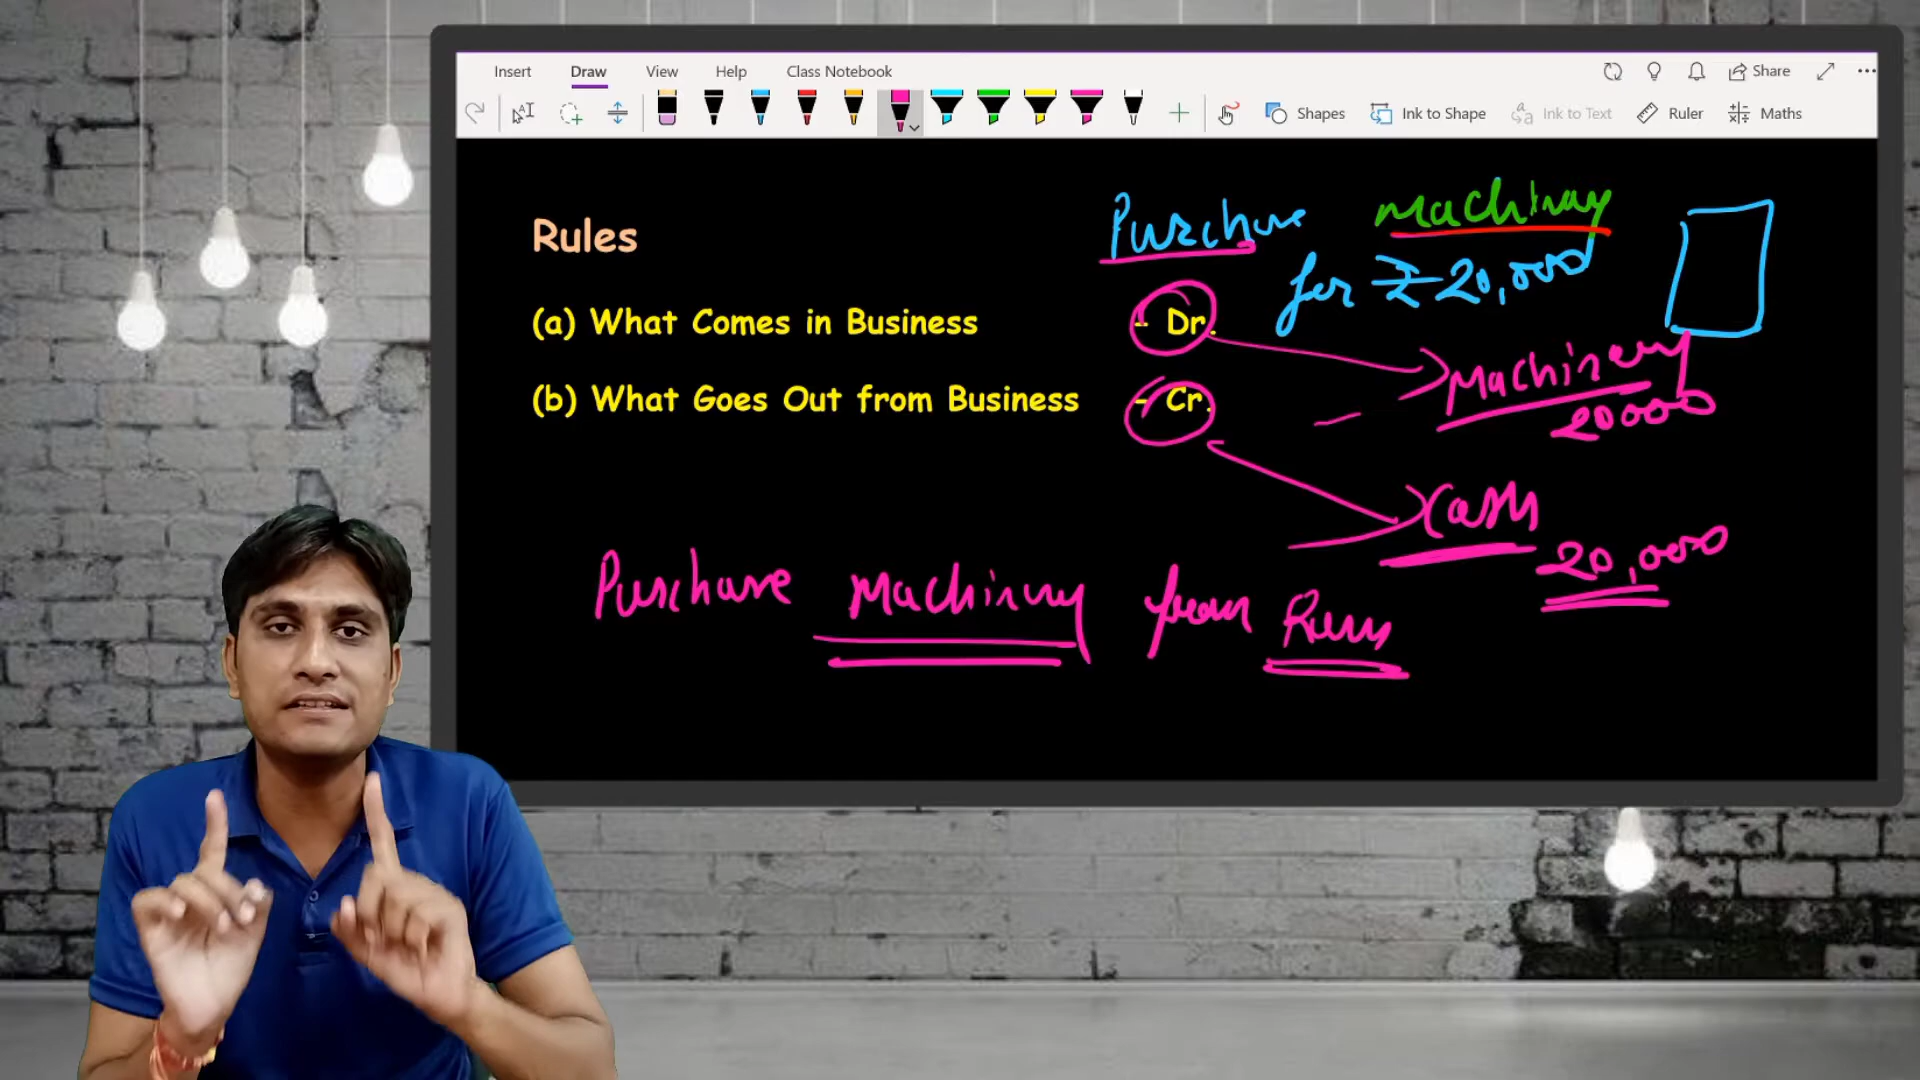 Insert Draw View Help Class Notebook Share
Shapes Ink to Shape Ink to Text Ruler Maths
Purchase machinay
Rules
for ₹ 20,000
(a) What Comes in Business - Dr.
Machinery
20000
(b) What Goes Out from Business - Cr.
Cash
20,000
Purchase Machinery from